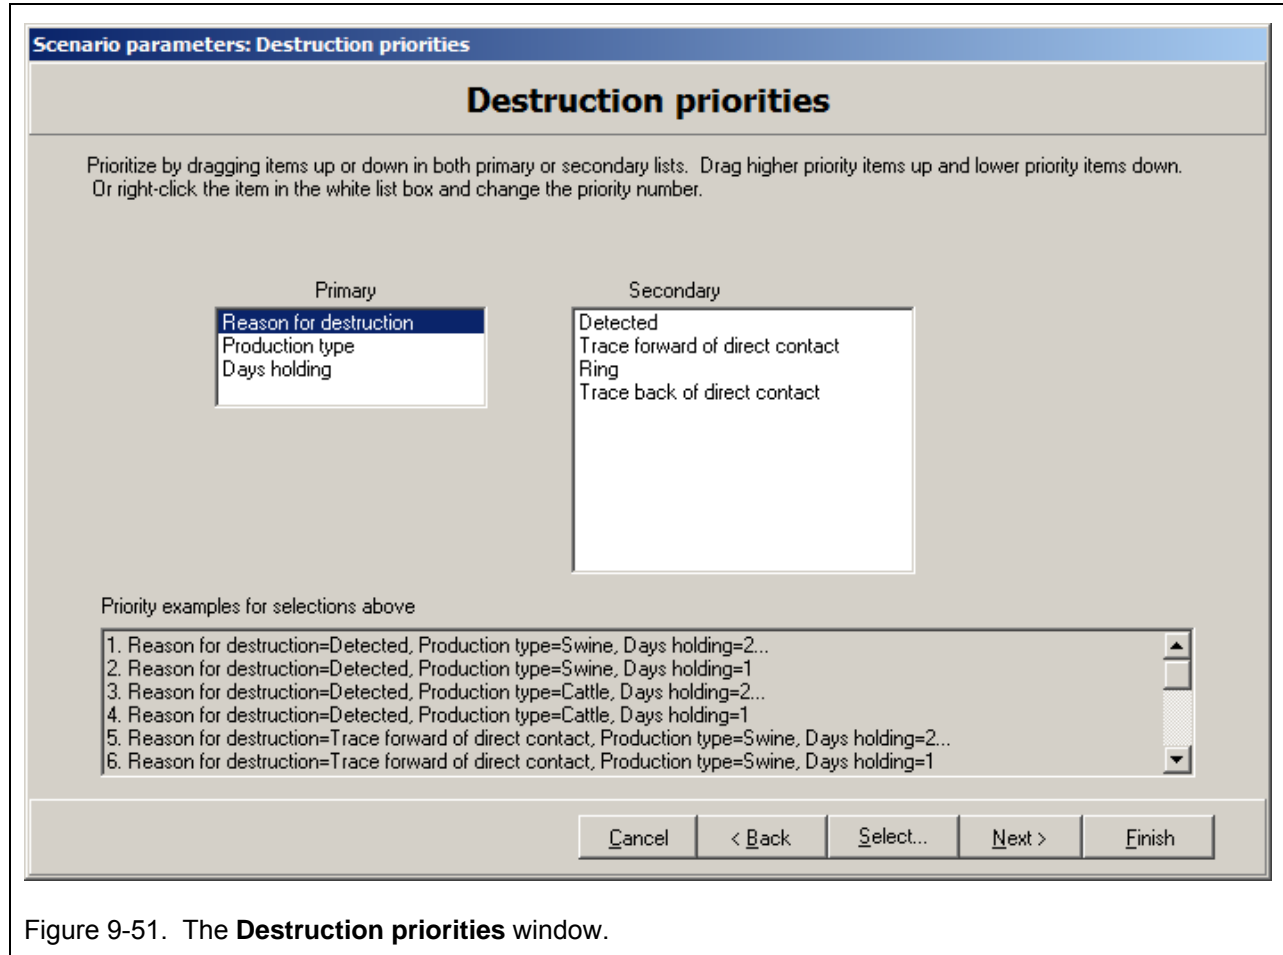 Scenario parameters: Destruction priorities
Destruction priorities
Prioritize by dragging items up or down in both primary or secondary lists.  Drag higher priority items up and lower priority items down.
Or right-click the item in the white list box and change the priority number.
Primary
Secondary
Reason for destruction
Production type
Days holding
Detected
Trace forward of direct contact
Ring
Trace back of direct contact
Priority examples for selections above
1. Reason for destruction=Detected, Production type=Swine, Days holding=2...
2. Reason for destruction=Detected, Production type=Swine, Days holding=1
3. Reason for destruction=Detected, Production type=Cattle, Days holding=2...
4. Reason for destruction=Detected, Production type=Cattle, Days holding=1
5. Reason for destruction=Trace forward of direct contact, Production type=Swine, Days holding=2...
6. Reason for destruction=Trace forward of direct contact, Production type=Swine, Days holding=1
Cancel
< Back
Select...
Next >
Finish
Figure 9-51.  The Destruction priorities window.